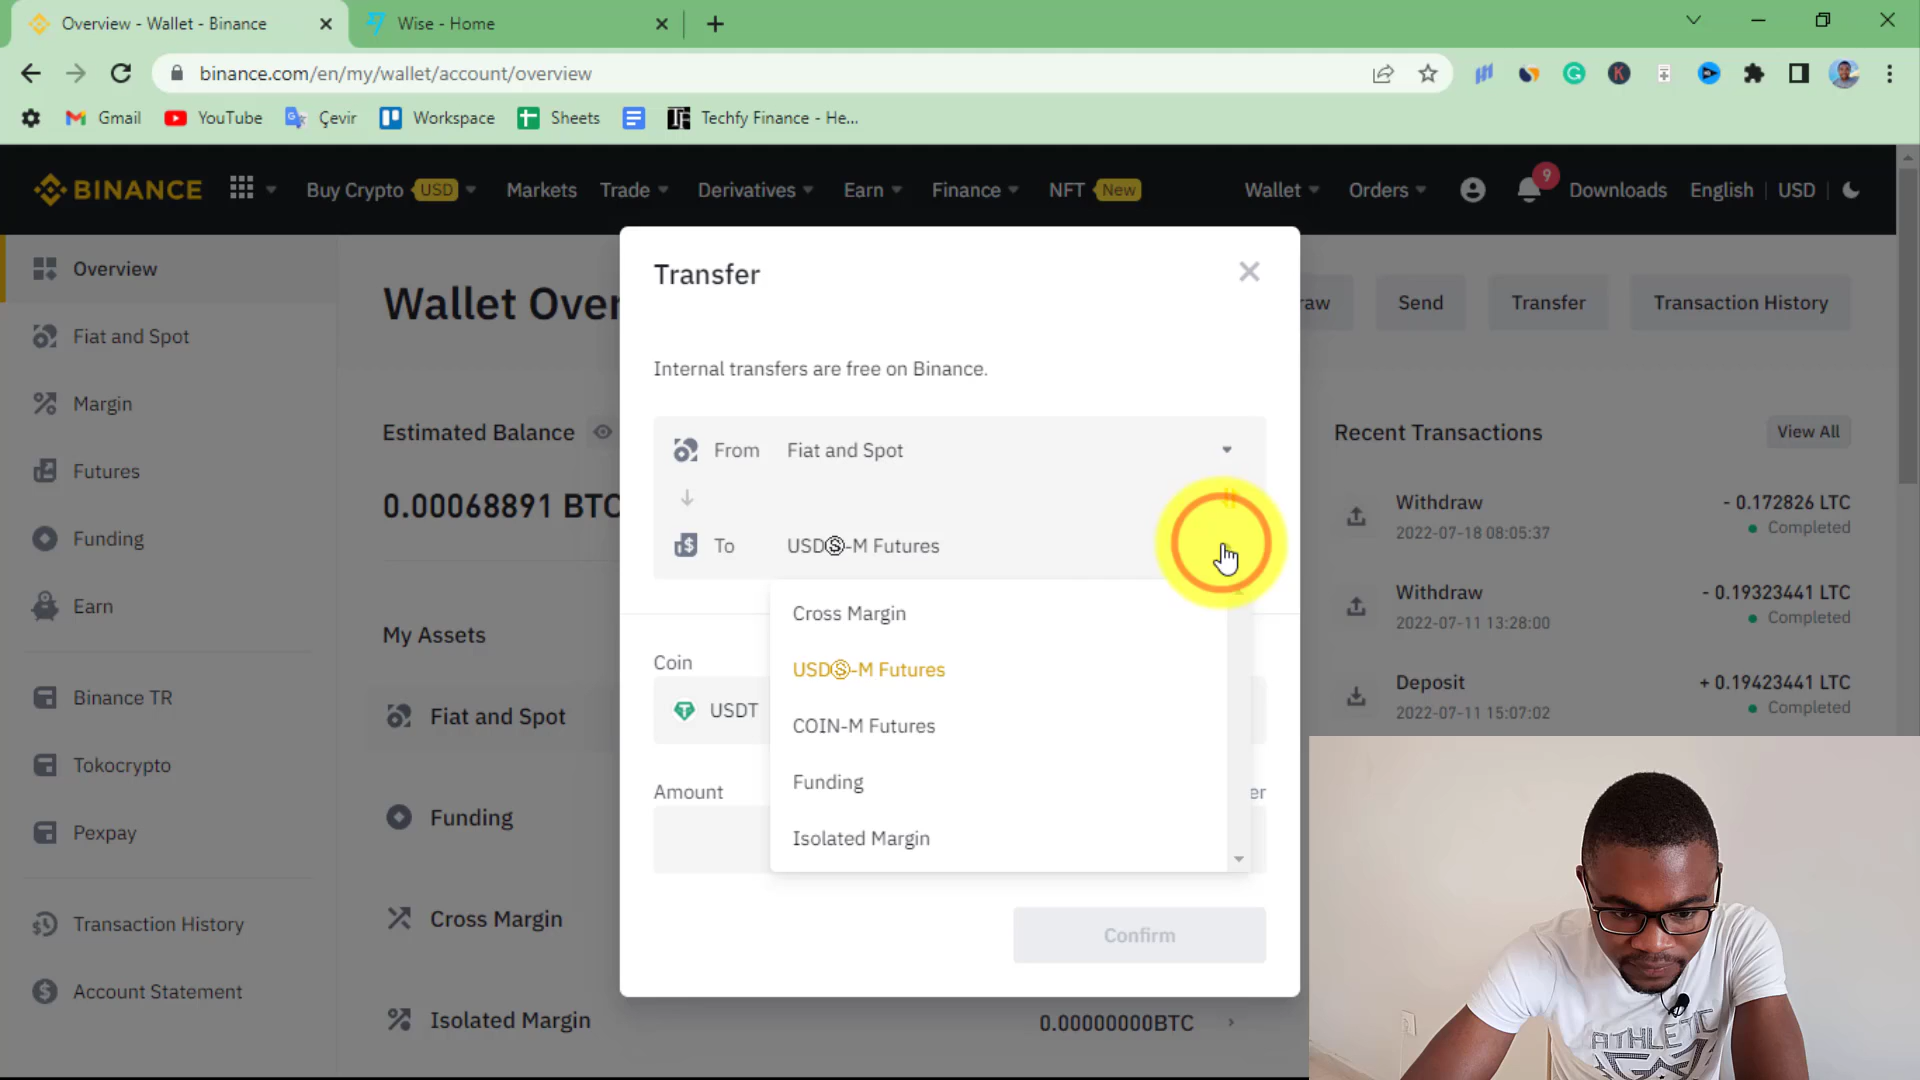 Overview - Wallet - Binance
Wise - Home
binance.com/en/my/wallet/account/overview
Gmail YouTube Çevir Workspace Sheets Techfy Finance - He...
BINANCE Buy Crypto USD Markets Trade Derivatives Earn Finance NFT New Wallet Orders 9 Downloads English USD
Overview
Fiat and Spot
Margin
Futures
Funding
Earn
Binance TR
Tokocrypto
Pexpay
Transaction History
Account Statement
Wallet Over
raw Send Transfer Transaction History
Estimated Balance
0.00068891 BTC
My Assets
Fiat and Spot
Funding
Cross Margin
Isolated Margin
0.00000000BTC
Transfer
Internal transfers are free on Binance.
From Fiat and Spot
To USDⓈ-M Futures
Cross Margin
USDⓈ-M Futures
COIN-M Futures
Funding
Isolated Margin
Coin
USDT
Amount
er
Confirm
Recent Transactions View All
Withdraw - 0.172826 LTC
2022-07-18 08:05:37 Completed
Withdraw - 0.19323441 LTC
2022-07-11 13:28:00 Completed
Deposit + 0.19423441 LTC
2022-07-11 15:07:02 Completed
ATHLETIC